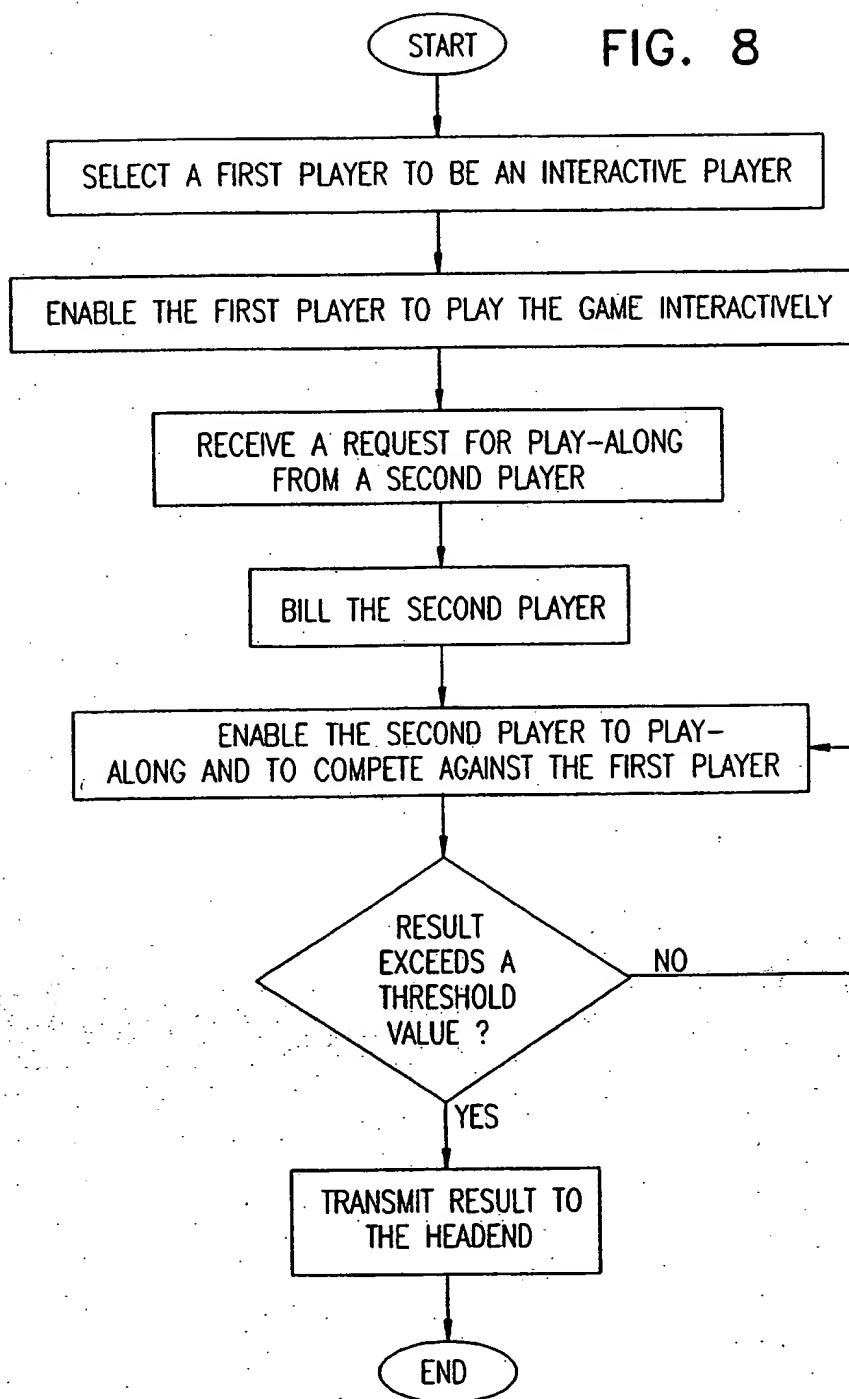 START
FIG. 8
SELECT A FIRST PLAYER TO BE AN INTERACTIVE PLAYER
ENABLE THE FIRST PLAYER TO PLAY THE GAME INTERACTIVELY
RECEIVE A REQUEST FOR PLAY-ALONG
FROM A SECOND PLAYER
BILL THE SECOND PLAYER
ENABLE THE SECOND PLAYER TO PLAY-
ALONG AND TO COMPETE AGAINST THE FIRST PLAYER
RESULT
EXCEEDS A
THRESHOLD
VALUE ?
NO
YES
TRANSMIT RESULT TO
THE HEADEND
END